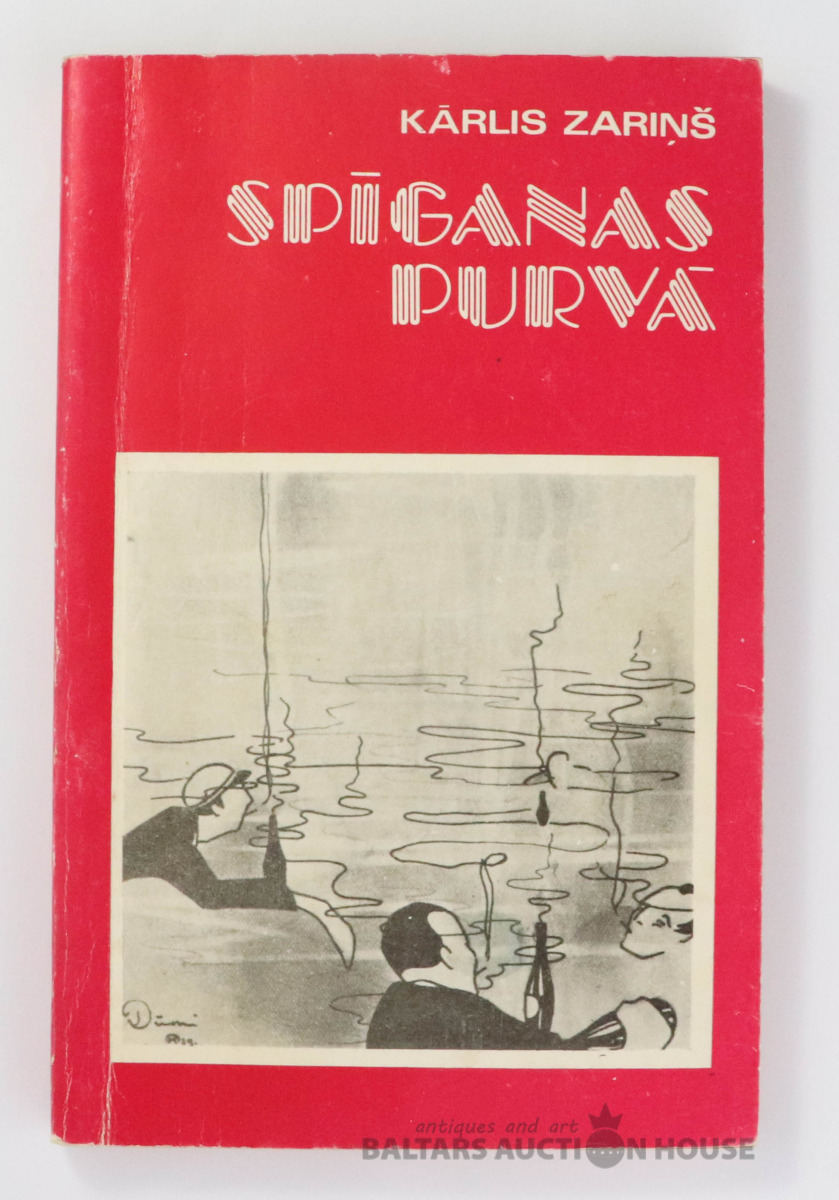 KĀRLIS ZARIŅŠ
SPĪGANAS
PURVĀ
antiques and art
BALTARS AUCTION HOUSE